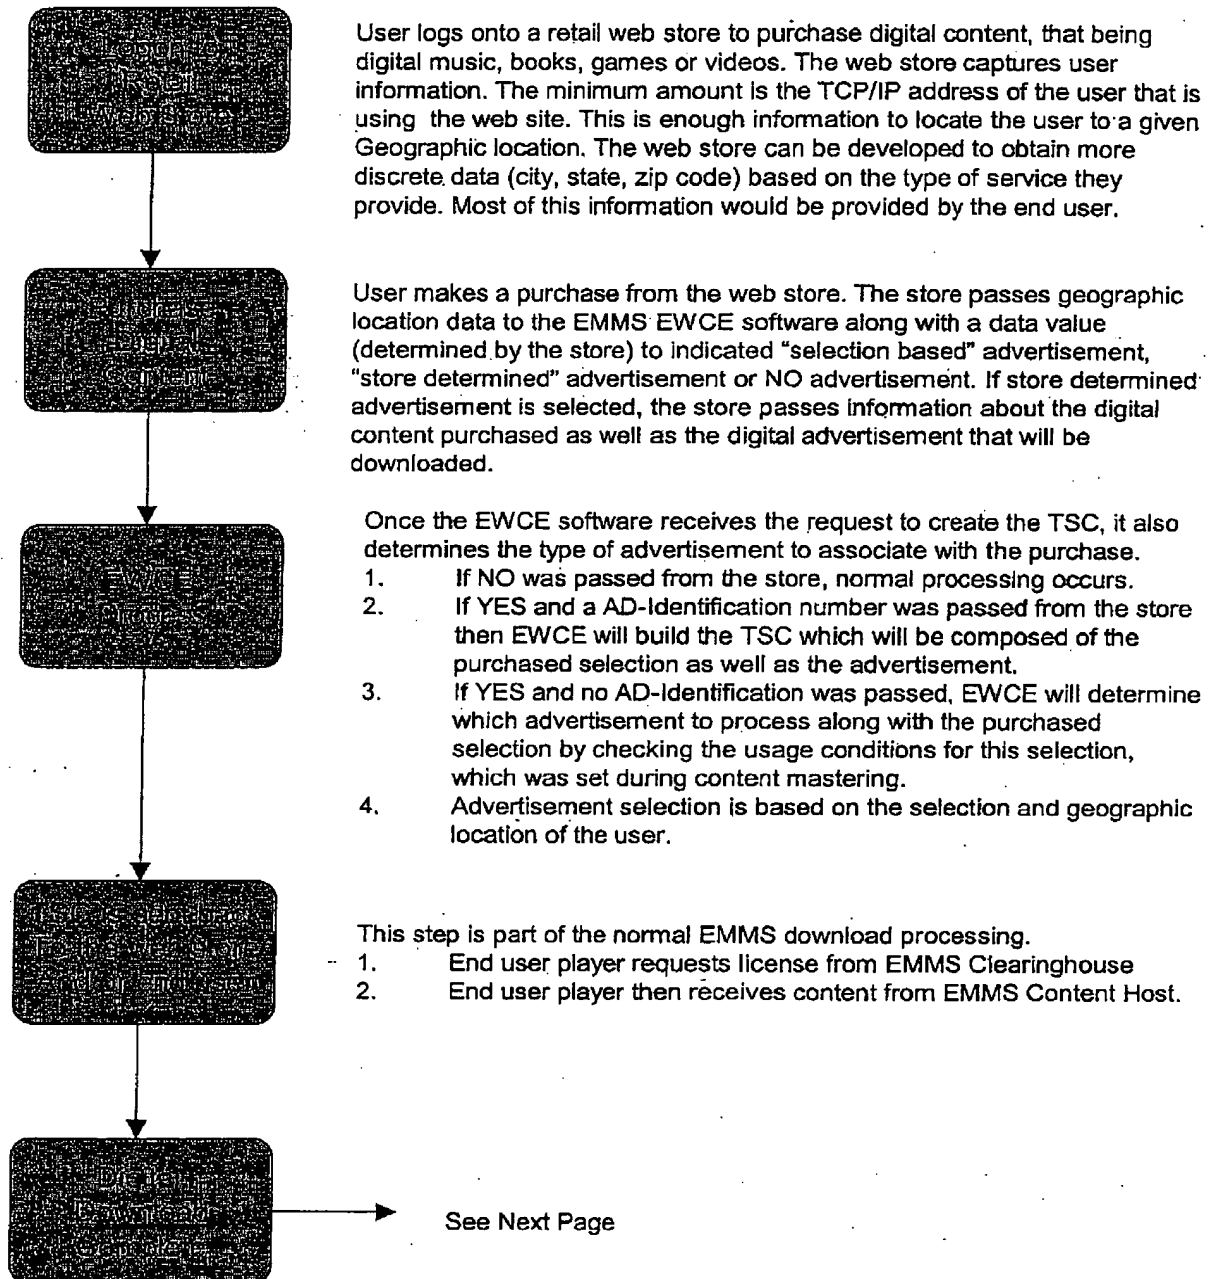 User logs onto a retail web store to purchase digital content, that being
digital music, books, games or videos. The web store captures user
information. The minimum amount is the TCP/IP address of the user that is
using the web site. This is enough information to locate the user to a given
Geographic location. The web store can be developed to obtain more
discrete data (city, state, zip code) based on the type of service they
provide. Most of this information would be provided by the end user.
web store
User makes a purchase from the web store. The store passes geographic
location data to the EMMS EWCE software along with a data value
(determined by the store) to indicated "selection based" advertisement,
"store determined" advertisement or NO advertisement. If store determined
advertisement is selected, the store passes information about the digital
content purchased as well as the digital advertisement that will be
downloaded.
Purchase
Digital
Content
Once the EWCE software receives the request to create the TSC, it also
determines the type of advertisement to associate with the purchase.
1. If NO was passed from the store, normal processing occurs.
2. If YES and a AD-Identification number was passed from the store
then EWCE will build the TSC which will be composed of the
purchased selection as well as the advertisement.
3. If YES and no AD-Identification was passed, EWCE will determine
which advertisement to process along with the purchased
selection by checking the usage conditions for this selection,
which was set during content mastering.
4. Advertisement selection is based on the selection and geographic
location of the user.
EWCE
Process
This step is part of the normal EMMS download processing.
1. End user player requests license from EMMS Clearinghouse
2. End user player then receives content from EMMS Content Host.
Download
See Next Page